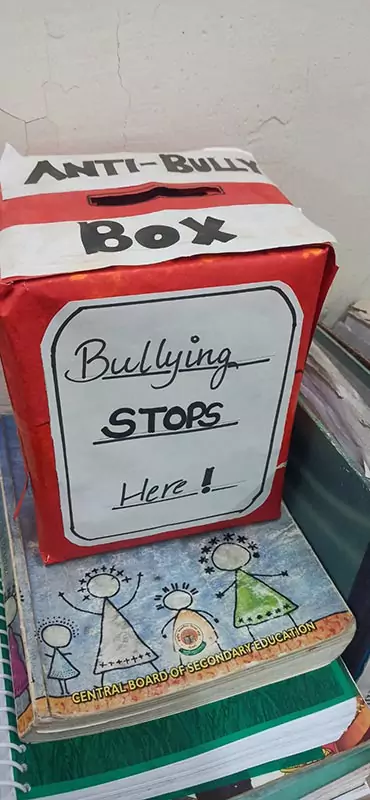 ANTI-BULLY
BOX
Bullying
STOPS
Here!
CENTRAL BOARD OF SECONDARY EDUCATION